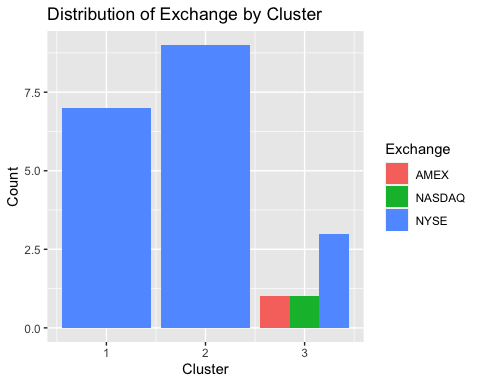 Distribution of Exchange by Cluster
Count
7.5
5.0
2.5
0.0
1 2 3
Cluster
Exchange
AMEX
NASDAQ
NYSE